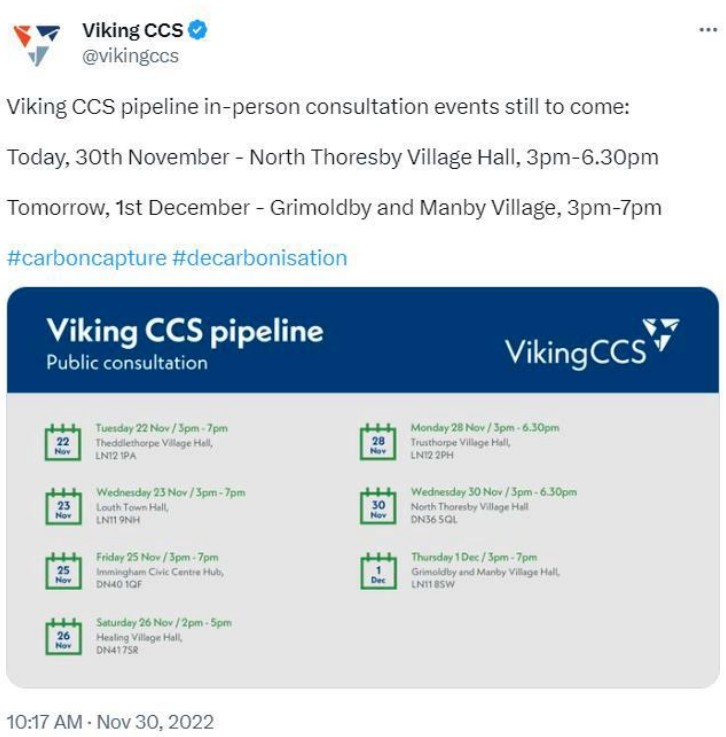 Viking CCS
@vikingccs
Viking CCS pipeline in-person consultation events still to come:
Today, 30th November - North Thoresby Village Hall, 3pm-6.30pm
Tomorrow, 1st December - Grimoldby and Manby Village, 3pm-7pm
#carboncapture #decarbonisation
Viking CCS pipeline
Public consultation
VikingCCS
22
Nov
Tuesday 22 Nov / 3pm - 7pm
Theddlethorpe Village Hall,
LN12 1PA
23
Nov
Wednesday 23 Nov / 3pm - 7pm
Louth Town Hall,
LN11 9NH
25
Nov
Friday 25 Nov / 3pm - 7pm
Immingham Civic Centre Hub,
DN40 1QF
26
Nov
Saturday 26 Nov / 2pm - 5pm
Healing Village Hall,
DN41 7SR
28
Nov
Monday 28 Nov / 3pm - 6.30pm
Trusthorpe Village Hall,
LN12 2PH
30
Nov
Wednesday 30 Nov / 3pm - 6.30pm
North Thoresby Village Hall
DN36 5QL
1
Dec
Thursday 1 Dec / 3pm - 7pm
Grimoldby and Manby Village Hall,
LN11 8SW
10:17 AM · Nov 30, 2022